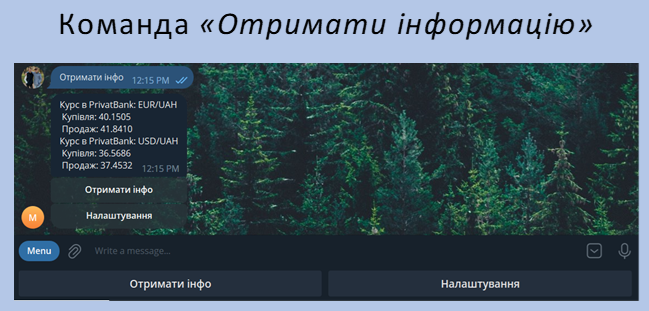 Команда «Отримати інформацію»
Отримати інфо 12:15 PM
Курс в PrivatBank: EUR/UAH
Купівля: 40.1505
Продаж: 41.8410
Курс в PrivatBank: USD/UAH
Купівля: 36.5686
Продаж: 37.4532 12:15 PM
Отримати інфо
Налаштування
M
Menu Write a message...
Отримати інфо Налаштування